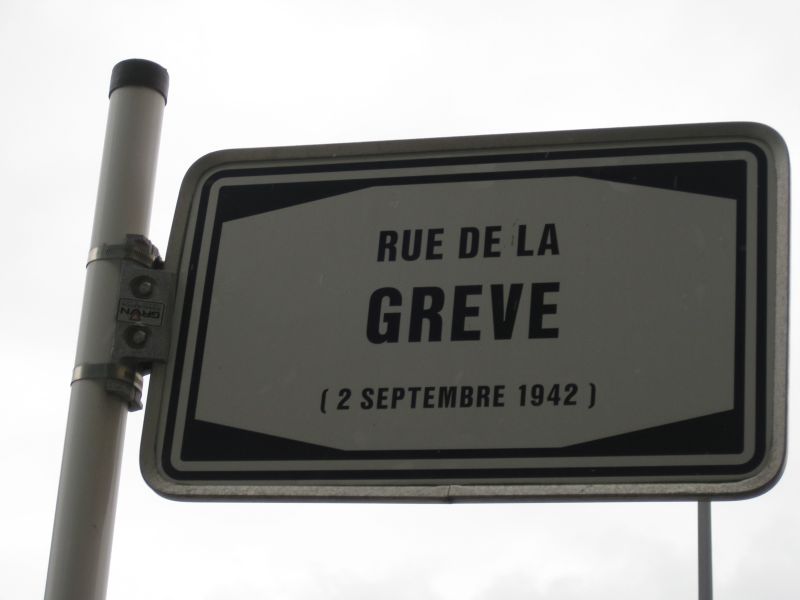 RUE DE LA
GREVE
( 2 SEPTEMBRE 1942 )